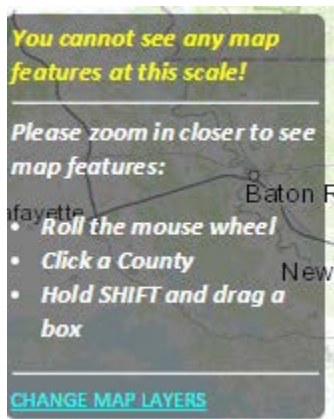 You cannot see any map
features at this scale!
Please zoom in closer to see
map features:
Baton R
afayette
• Roll the mouse wheel
• Click a County
New
• Hold SHIFT and drag a
box
CHANGE MAP LAYERS